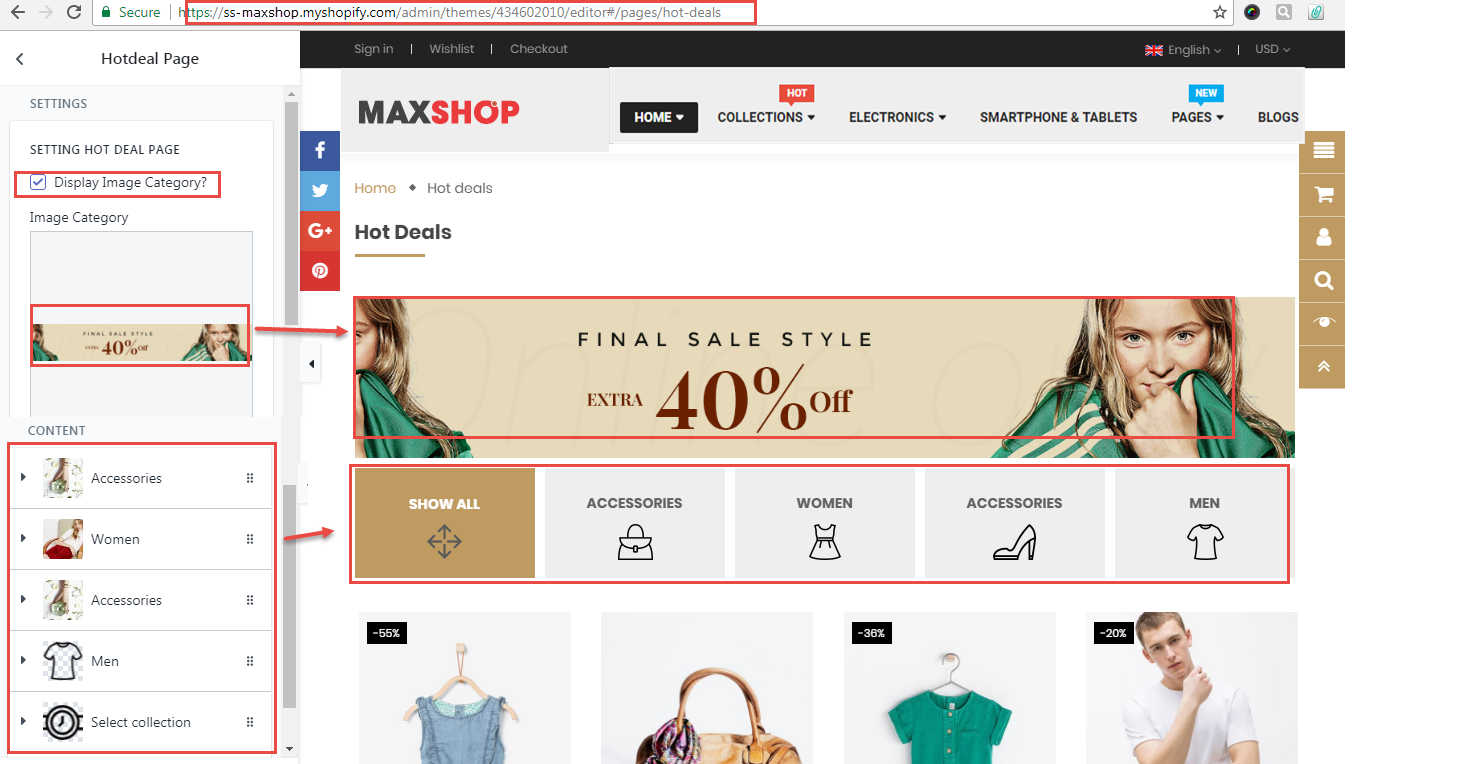 Secure https://ss-maxshop.myshopify.com/admin/themes/434602010/editor#/pages/hot-deals
Hotdeal Page
SETTINGS
SETTING HOT DEAL PAGE
Display Image Category?
Image Category
FINAL SALE STYLE
EXTRA 40% Off
CONTENT
Accessories
Women
Accessories
Men
Select collection
Sign in | Wishlist | Checkout
English | USD
MAXSHOP
HOT
NEW
HOME COLLECTIONS ELECTRONICS SMARTPHONE & TABLETS PAGES BLOGS
f
G+
Home Hot deals
Hot Deals
FINAL SALE STYLE
EXTRA 40% Off
SHOW ALL ACCESSORIES WOMEN ACCESSORIES MEN
-55% -36% -20%